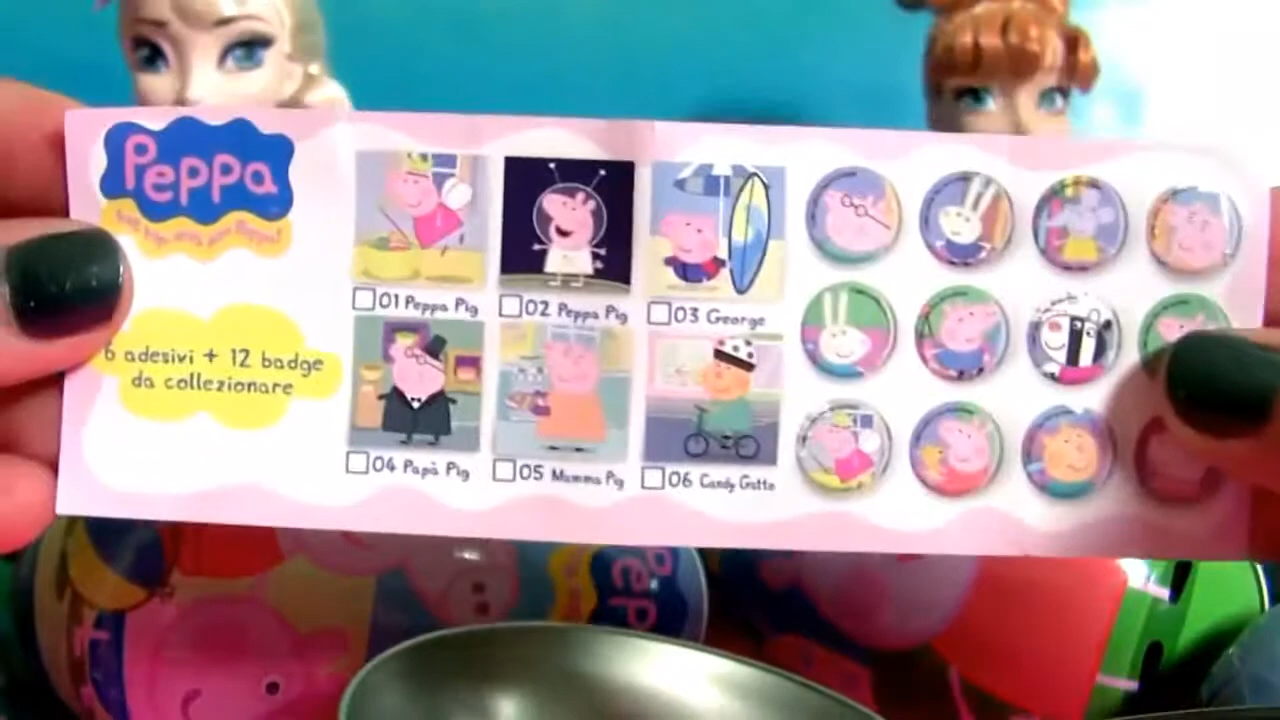 Peppa
6 adesivi + 12 badge
da collezionare
01 Peppa Pig
02 Peppa Pig
03 George
04 Papà Pig
05 Mamma Pig
06 Candy Gatto
Pep